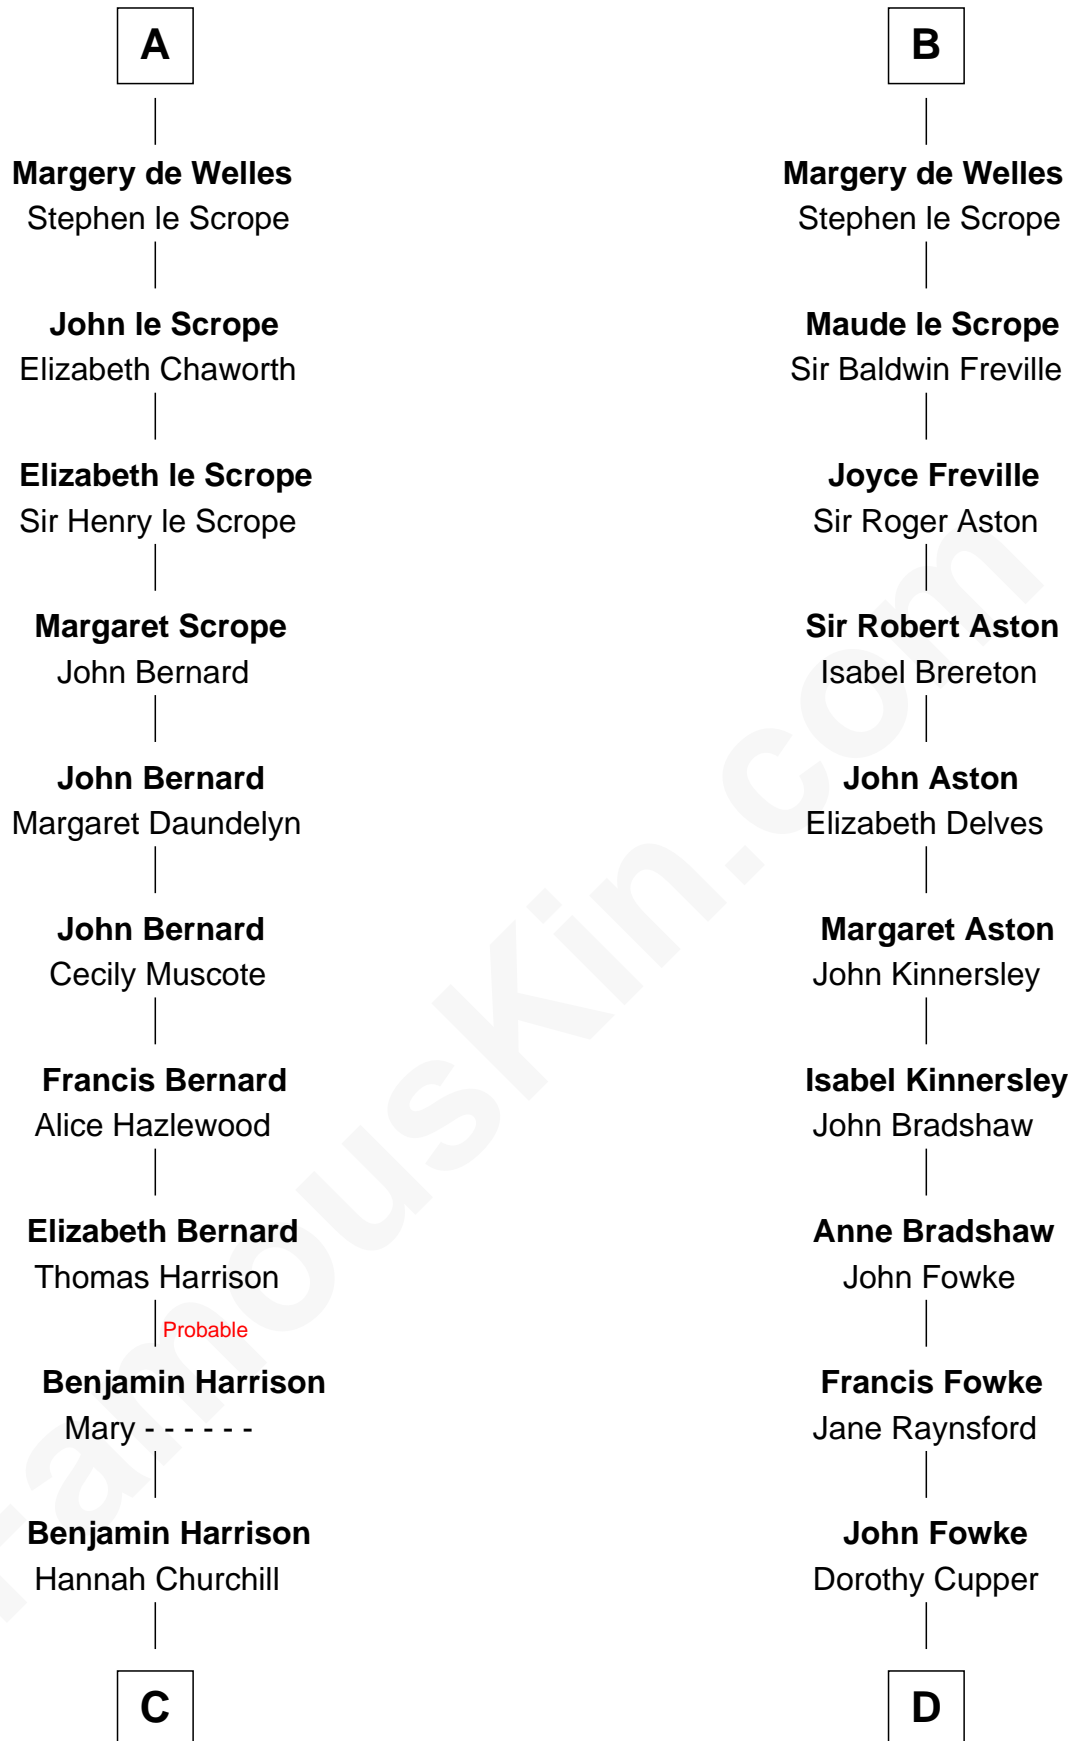 A
Margery de Welles
Stephen le Scrope
John le Scrope
Elizabeth Chaworth
Elizabeth le Scrope
Sir Henry le Scrope
Margaret Scrope
John Bernard
John Bernard
Margaret Daundelyn
John Bernard
Cecily Muscote
Francis Bernard
Alice Hazlewood
Elizabeth Bernard
Thomas Harrison
Probable
Benjamin Harrison
Mary - - - - - -
Benjamin Harrison
Hannah Churchill
C
B
Margery de Welles
Stephen le Scrope
Maude le Scrope
Sir Baldwin Freville
Joyce Freville
Sir Roger Aston
Sir Robert Aston
Isabel Brereton
John Aston
Elizabeth Delves
Margaret Aston
John Kinnersley
Isabel Kinnersley
John Bradshaw
Anne Bradshaw
John Fowke
Francis Fowke
Jane Raynsford
John Fowke
Dorothy Cupper
D
FamousKin.com